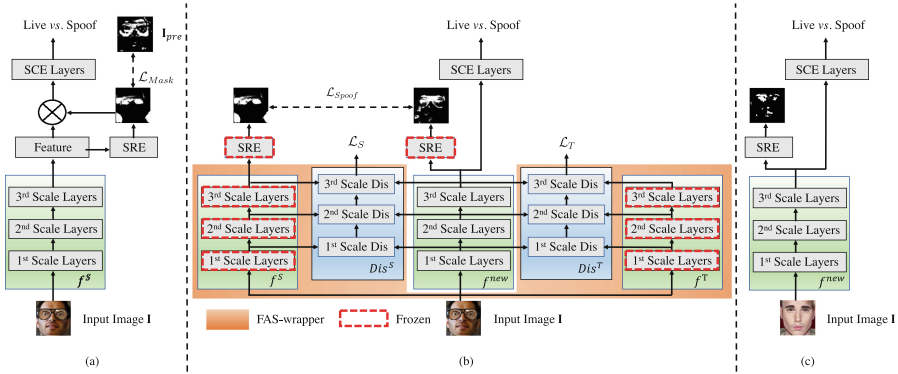 Live vs. Spoof
SCE Layers
I_pre
ℒ_Mask
Feature
SRE
3rd Scale Layers
2nd Scale Layers
1st Scale Layers
f^S
Input Image I
(a)
Live vs. Spoof
SCE Layers
ℒ_Spoof
SRE
SRE
ℒ_S
ℒ_T
3rd Scale Layers
3rd Scale Dis
3rd Scale Layers
3rd Scale Dis
3rd Scale Layers
2nd Scale Layers
2nd Scale Dis
2nd Scale Layers
2nd Scale Dis
2nd Scale Layers
1st Scale Layers
1st Scale Dis
1st Scale Layers
1st Scale Dis
1st Scale Layers
f^S
Dis^S
f^new
Dis^T
f^T
FAS-wrapper
Frozen
Input Image I
(b)
Live vs. Spoof
SCE Layers
SRE
3rd Scale Layers
2nd Scale Layers
1st Scale Layers
f^new
Input Image I
(c)